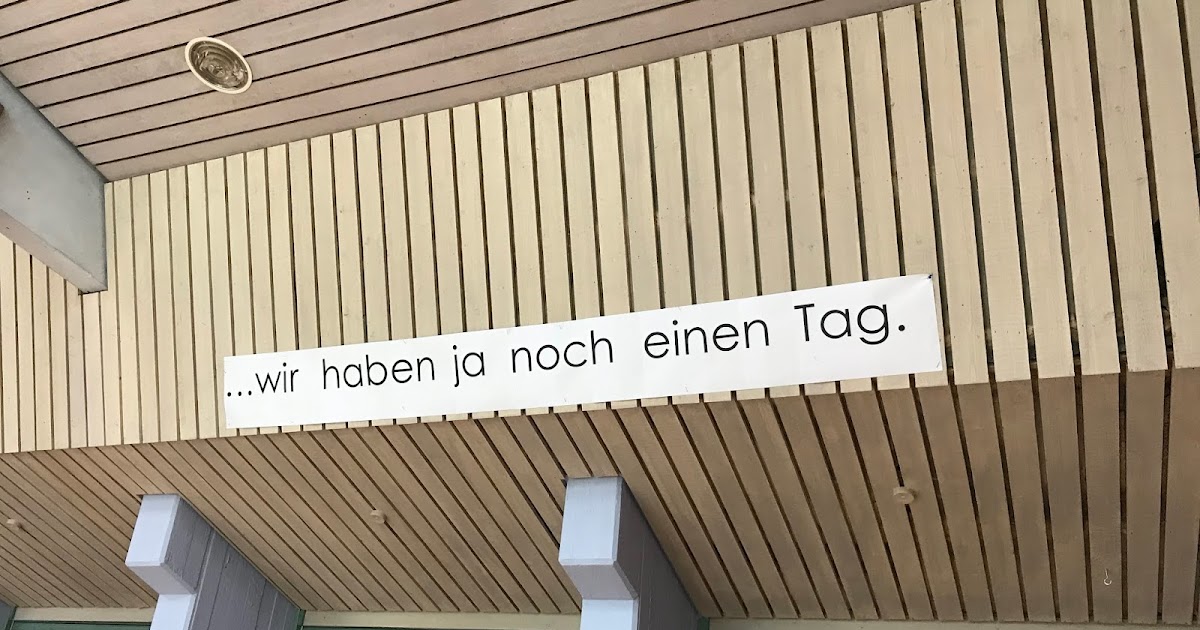 ...wir haben ja noch einen Tag.